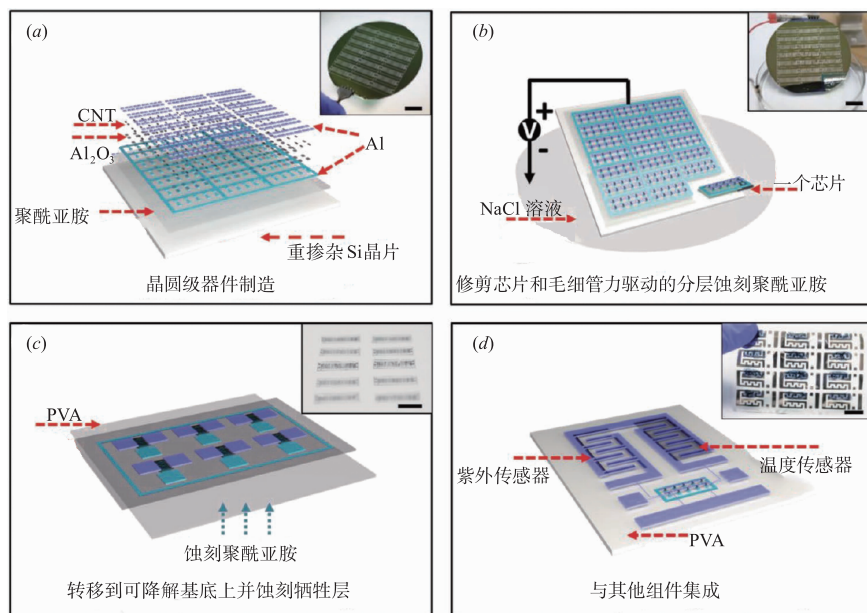 (a)
CNT
Al₂O₃
Al
聚酰亚胺
重掺杂Si晶片
晶圆级器件制造
(b)
+
V
-
一个芯片
NaCl 溶液
修剪芯片和毛细管力驱动的分层蚀刻聚酰亚胺
(c)
PVA
蚀刻聚酰亚胺
转移到可降解基底上并蚀刻牺牲层
(d)
紫外传感器
温度传感器
PVA
与其他组件集成